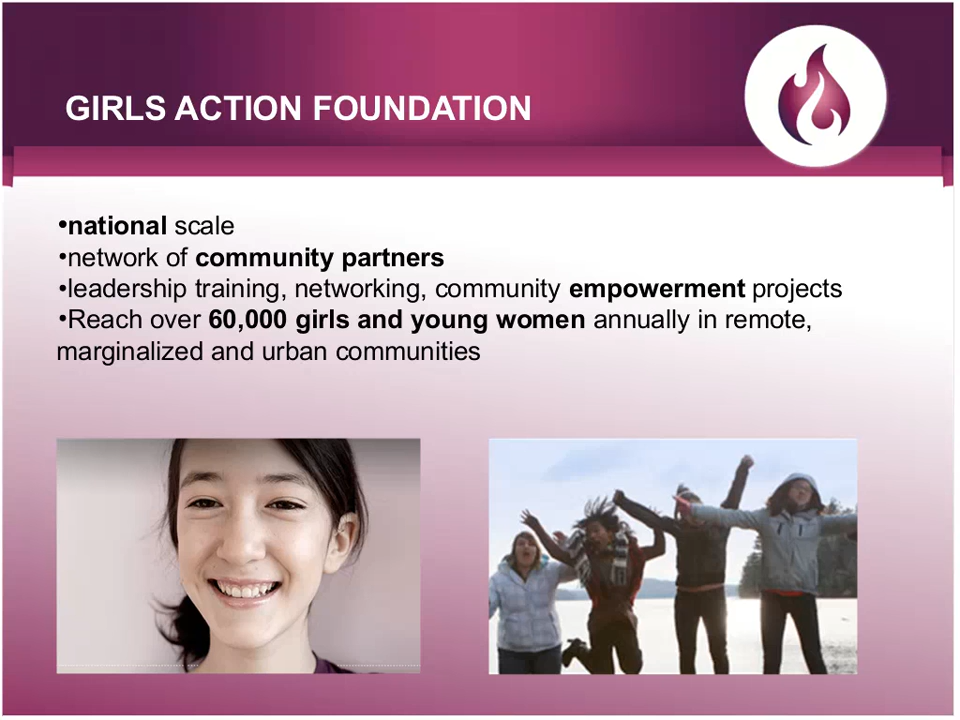 GIRLS ACTION FOUNDATION
•national scale
•network of community partners
•leadership training, networking, community empowerment projects
•Reach over 60,000 girls and young women annually in remote,
marginalized and urban communities